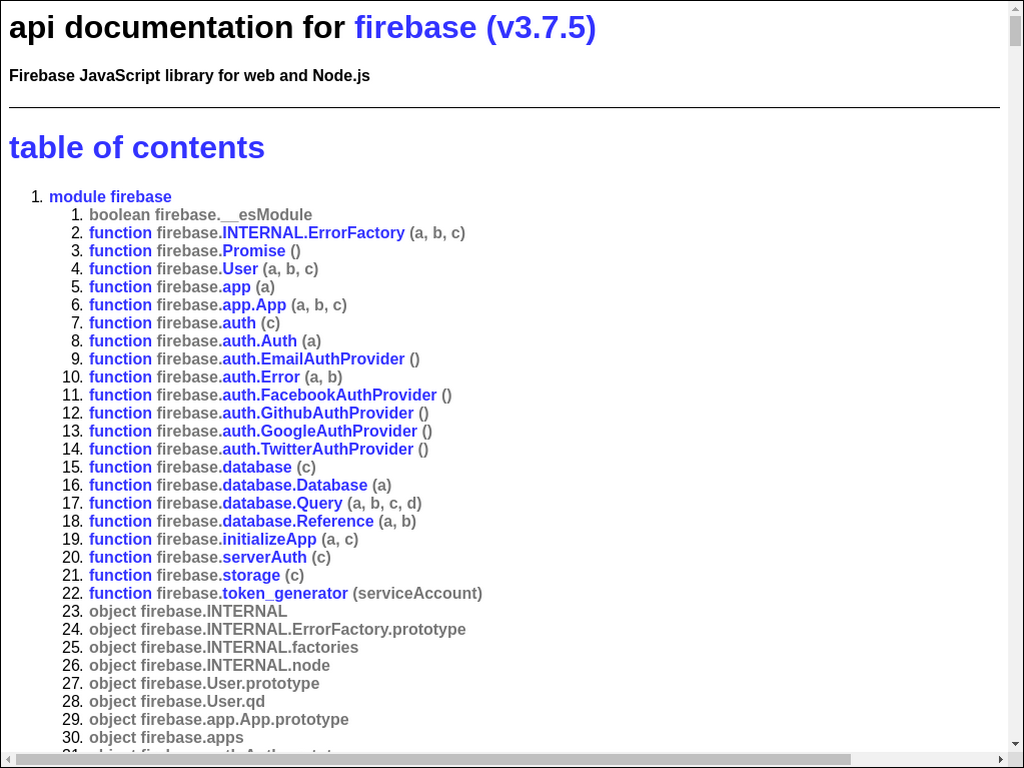 api documentation for firebase (v3.7.5)
Firebase JavaScript library for web and Node.js
table of contents
1. module firebase
1. boolean firebase.__esModule
2. function firebase.INTERNAL.ErrorFactory (a, b, c)
3. function firebase.Promise ()
4. function firebase.User (a, b, c)
5. function firebase.app (a)
6. function firebase.app.App (a, b, c)
7. function firebase.auth (c)
8. function firebase.auth.Auth (a)
9. function firebase.auth.EmailAuthProvider ()
10. function firebase.auth.Error (a, b)
11. function firebase.auth.FacebookAuthProvider ()
12. function firebase.auth.GithubAuthProvider ()
13. function firebase.auth.GoogleAuthProvider ()
14. function firebase.auth.TwitterAuthProvider ()
15. function firebase.database (c)
16. function firebase.database.Database (a)
17. function firebase.database.Query (a, b, c, d)
18. function firebase.database.Reference (a, b)
19. function firebase.initializeApp (a, c)
20. function firebase.serverAuth (c)
21. function firebase.storage (c)
22. function firebase.token_generator (serviceAccount)
23. object firebase.INTERNAL
24. object firebase.INTERNAL.ErrorFactory.prototype
25. object firebase.INTERNAL.factories
26. object firebase.INTERNAL.node
27. object firebase.User.prototype
28. object firebase.User.qd
29. object firebase.app.App.prototype
30. object firebase.apps